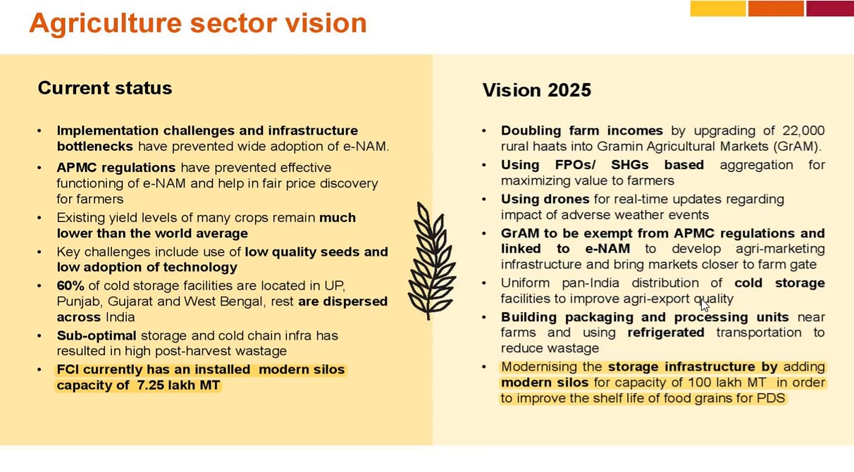 Agriculture sector vision
Current status
• Implementation challenges and infrastructure
bottlenecks have prevented wide adoption of e-NAM.
• APMC regulations have prevented effective
functioning of e-NAM and help in fair price discovery
for farmers
• Existing yield levels of many crops remain much
lower than the world average
• Key challenges include use of low quality seeds and
low adoption of technology
• 60% of cold storage facilities are located in UP,
Punjab, Gujarat and West Bengal, rest are dispersed
across India
• Sub-optimal storage and cold chain infra has
resulted in high post-harvest wastage
• FCI currently has an installed modern silos
capacity of 7.25 lakh MT
Vision 2025
• Doubling farm incomes by upgrading of 22,000
rural haats into Gramin Agricultural Markets (GrAM).
• Using FPOs/ SHGs based aggregation for
maximizing value to farmers
• Using drones for real-time updates regarding
impact of adverse weather events
• GrAM to be exempt from APMC regulations and
linked to e-NAM to develop agri-marketing
infrastructure and bring markets closer to farm gate
• Uniform pan-India distribution of cold storage
facilities to improve agri-export quality
• Building packaging and processing units near
farms and using refrigerated transportation to
reduce wastage
• Modernising the storage infrastructure by adding
modern silos for capacity of 100 lakh MT in order
to improve the shelf life of food grains for PDS